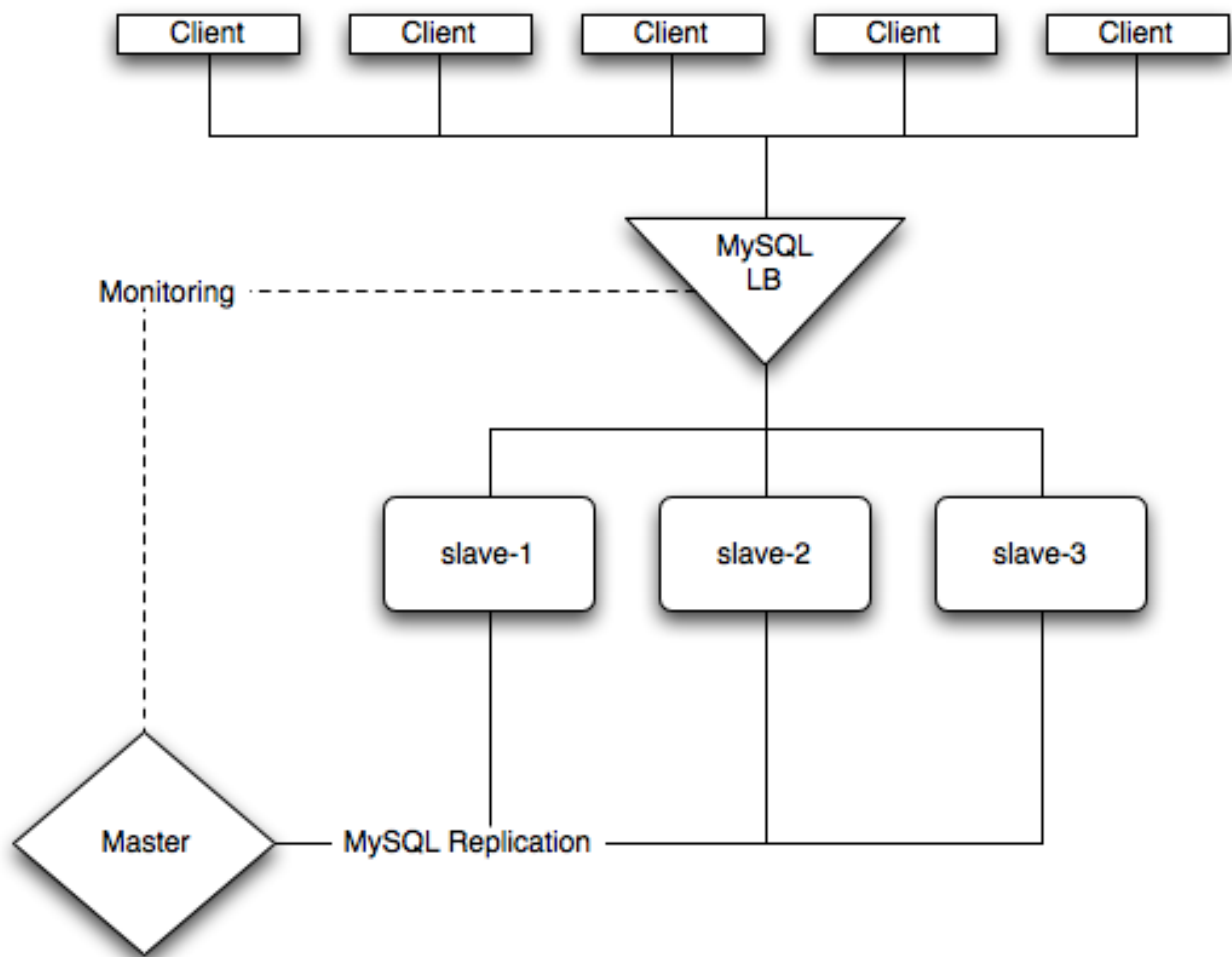 Client
Client
Client
Client
Client
MySQL
LB
Monitoring
slave-1
slave-2
slave-3
Master
MySQL Replication